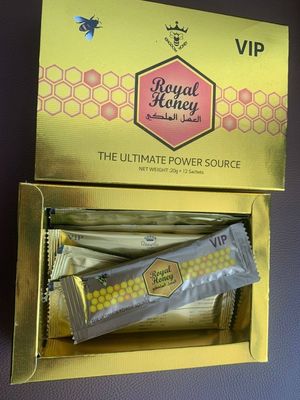 VIP
Royal
Honey
العسل الملكي
THE ULTIMATE POWER SOURCE
NET WEIGHT :20g × 12 Sachets
VIP
Royal
Honey